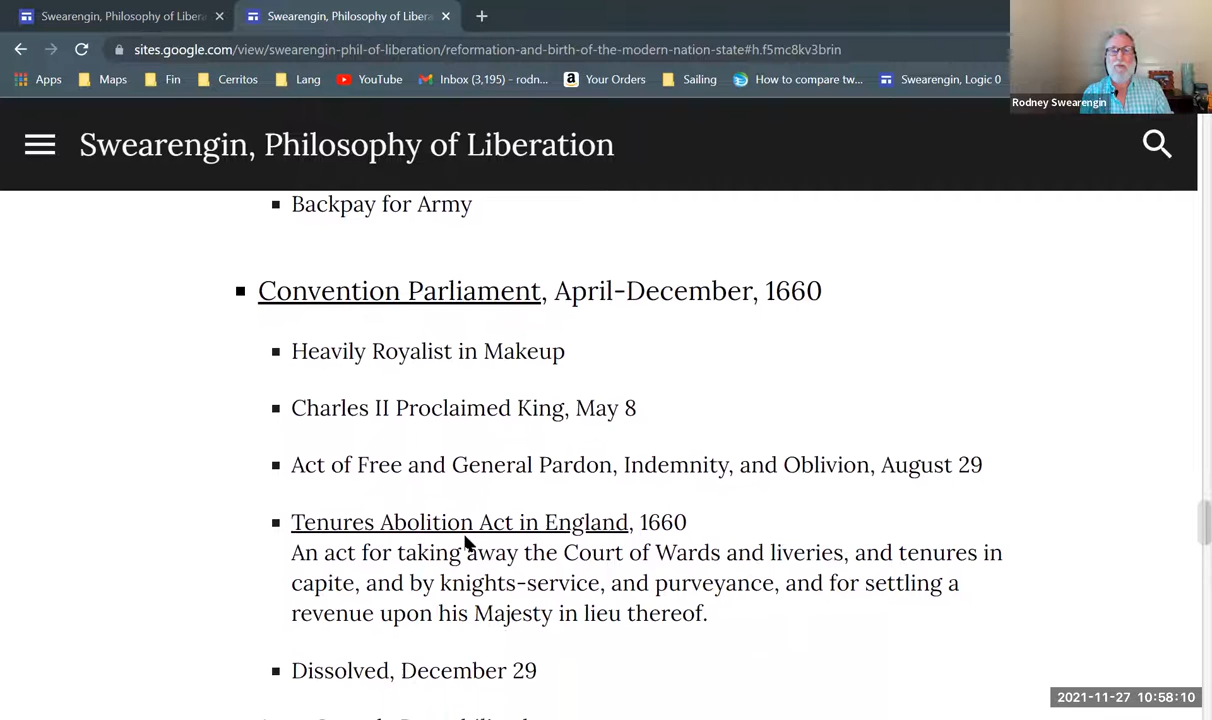 Swearengin, Philosophy of Libera
Swearengin, Philosophy of Libera
sites.google.com/view/swearengin-phil-of-liberation/reformation-and-birth-of-the-modern-nation-state#h.f5mc8kv3brin
Apps Maps Fin Cerritos Lang YouTube Inbox (3,195) - rodn... Your Orders Sailing How to compare tw... Swearengin, Logic 0
Rodney Swearengin
Swearengin, Philosophy of Liberation
Backpay for Army
Convention Parliament, April-December, 1660
Heavily Royalist in Makeup
Charles II Proclaimed King, May 8
Act of Free and General Pardon, Indemnity, and Oblivion, August 29
Tenures Abolition Act in England, 1660
An act for taking away the Court of Wards and liveries, and tenures in
capite, and by knights-service, and purveyance, and for settling a
revenue upon his Majesty in lieu thereof.
Dissolved, December 29
2021-11-27 10:58:10